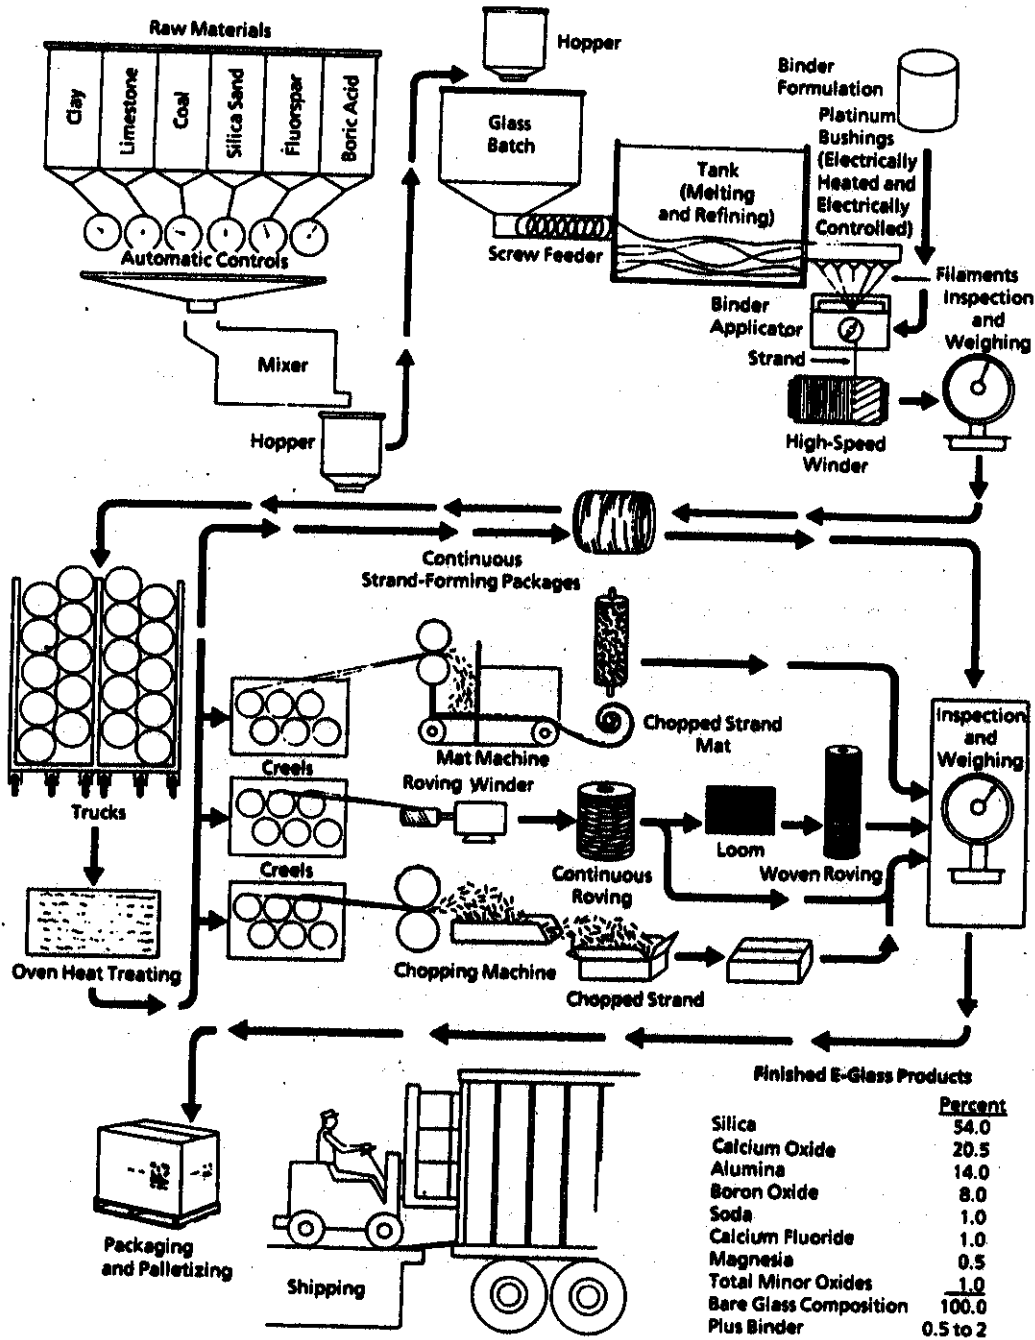 Raw Materials
Clay
Limestone
Coal
Silica Sand
Fluorspar
Boric Acid
Automatic Controls
Mixer
Hopper
Hopper
Glass
Batch
Screw Feeder
Tank
(Melting
and Refining)
Binder
Formulation
Platinum
Bushings
(Electrically
Heated and
Electrically
Controlled)
Filaments
Binder
Applicator
Strand
High-Speed
Winder
Inspection
and
Weighing
Continuous
Strand-Forming Packages
Trucks
Oven Heat Treating
Creels
Mat Machine
Chopped Strand
Mat
Creels
Roving Winder
Continuous
Roving
Loom
Woven Roving
Chopping Machine
Chopped Strand
Inspection
and
Weighing
Packaging
and Palletizing
Shipping
Finished E-Glass Products
Percent
Silica 54.0
Calcium Oxide 20.5
Alumina 14.0
Boron Oxide 8.0
Soda 1.0
Calcium Fluoride 1.0
Magnesia 0.5
Total Minor Oxides 1.0
Bare Glass Composition 100.0
Plus Binder 0.5 to 2